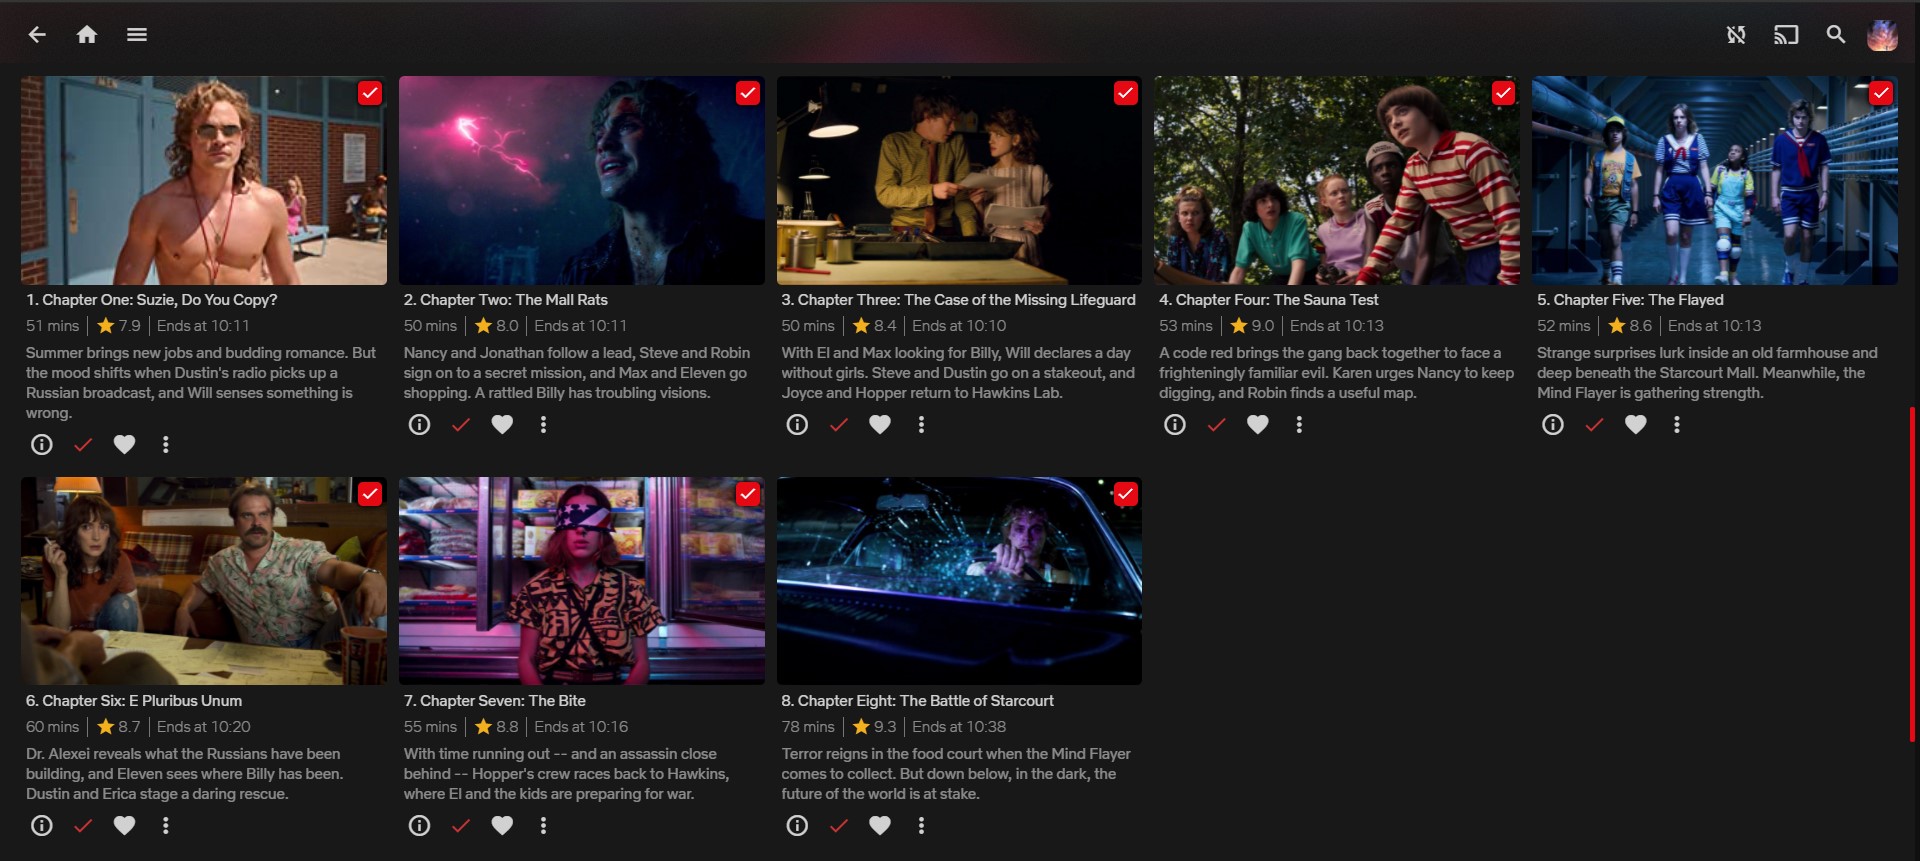 1. Chapter One: Suzie, Do You Copy?
51 mins 7.9 Ends at 10:11
Summer brings new jobs and budding romance. But
the mood shifts when Dustin's radio picks up a
Russian broadcast, and Will senses something is
wrong.
2. Chapter Two: The Mall Rats
50 mins 8.0 Ends at 10:11
Nancy and Jonathan follow a lead, Steve and Robin
sign on to a secret mission, and Max and Eleven go
shopping. A rattled Billy has troubling visions.
3. Chapter Three: The Case of the Missing Lifeguard
50 mins 8.4 Ends at 10:10
With El and Max looking for Billy, Will declares a day
without girls. Steve and Dustin go on a stakeout, and
Joyce and Hopper return to Hawkins Lab.
4. Chapter Four: The Sauna Test
53 mins 9.0 Ends at 10:13
A code red brings the gang back together to face a
frighteningly familiar evil. Karen urges Nancy to keep
digging, and Robin finds a useful map.
5. Chapter Five: The Flayed
52 mins 8.6 Ends at 10:13
Strange surprises lurk inside an old farmhouse and
deep beneath the Starcourt Mall. Meanwhile, the
Mind Flayer is gathering strength.
6. Chapter Six: E Pluribus Unum
60 mins 8.7 Ends at 10:20
Dr. Alexei reveals what the Russians have been
building, and Eleven sees where Billy has been.
Dustin and Erica stage a daring rescue.
7. Chapter Seven: The Bite
55 mins 8.8 Ends at 10:16
With time running out -- and an assassin close
behind -- Hopper's crew races back to Hawkins,
where El and the kids are preparing for war.
8. Chapter Eight: The Battle of Starcourt
78 mins 9.3 Ends at 10:38
Terror reigns in the food court when the Mind Flayer
comes to collect. But down below, in the dark, the
future of the world is at stake.